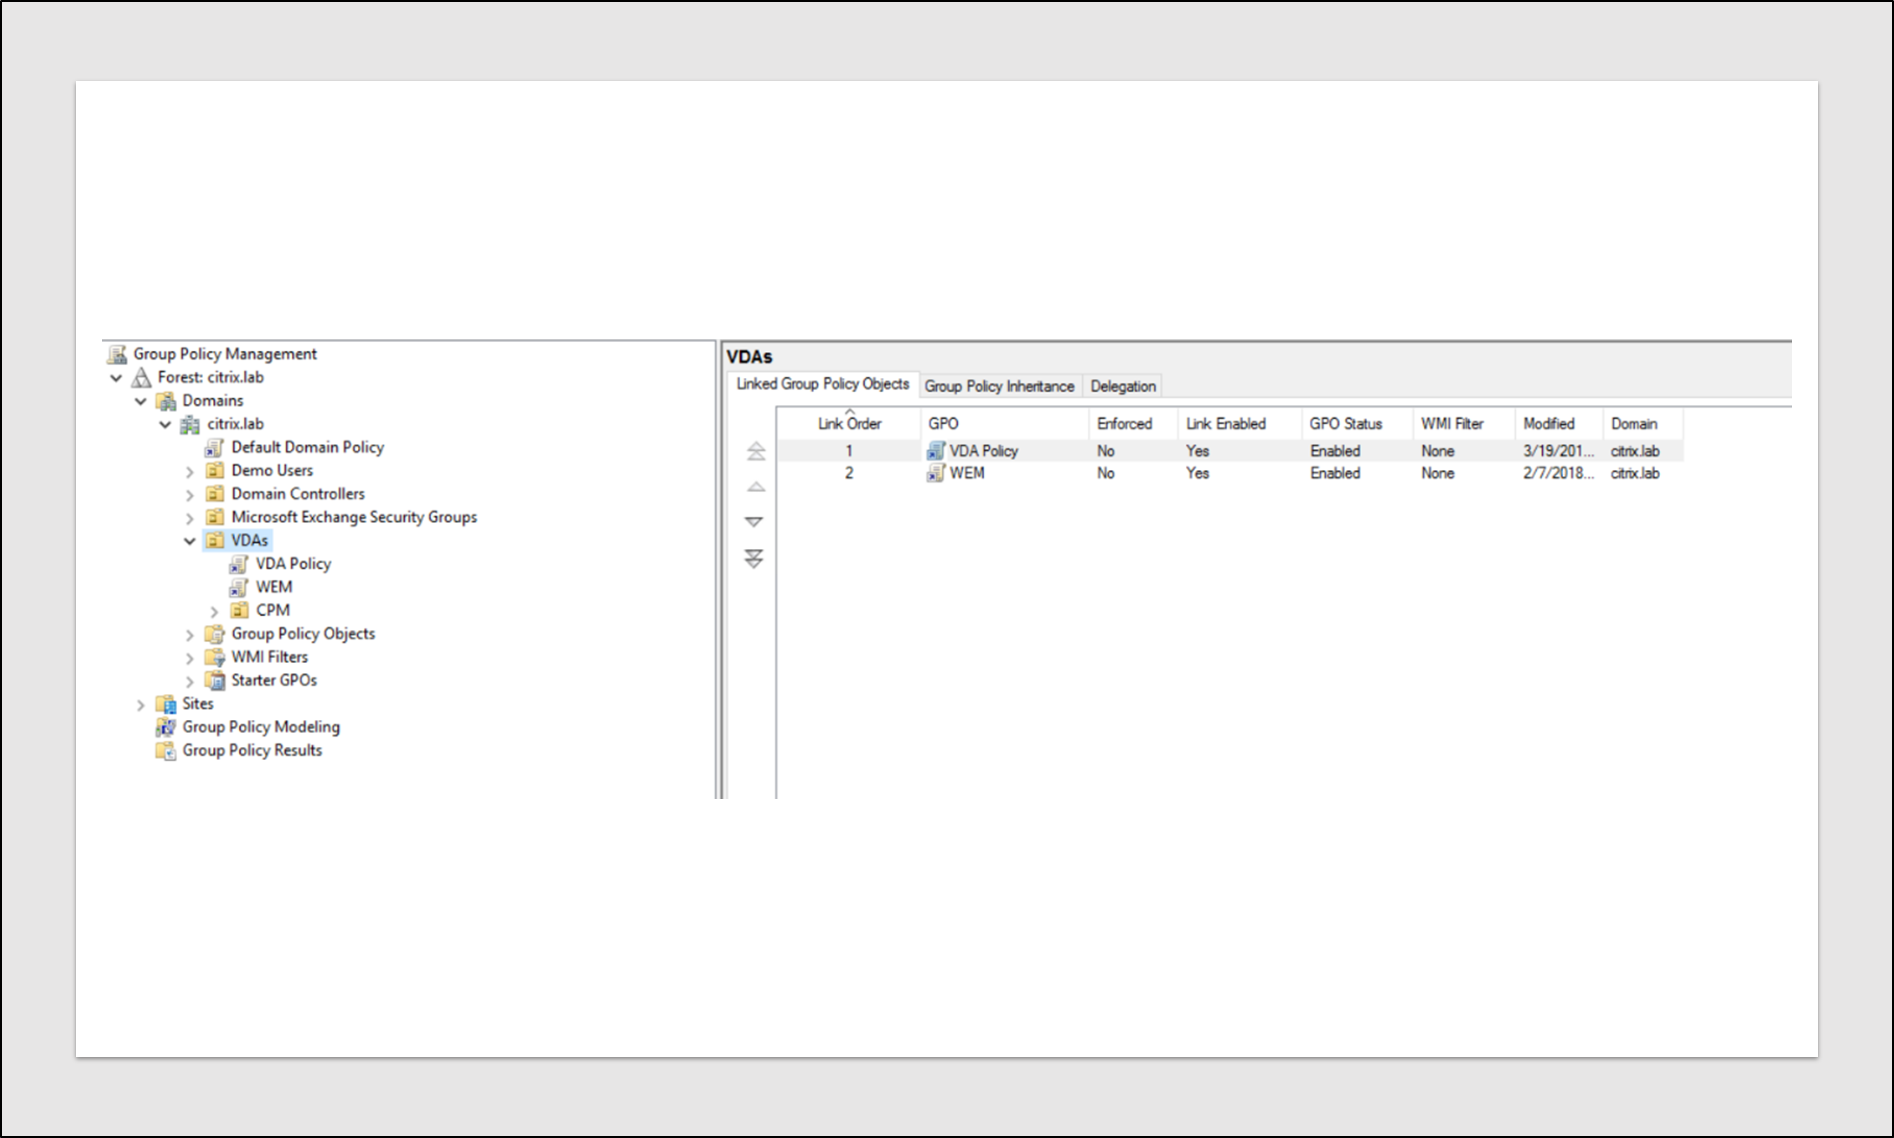 Group Policy Management
Forest: citrix.lab
Domains
citrix.lab
Default Domain Policy
Demo Users
Domain Controllers
Microsoft Exchange Security Groups
VDAs
VDA Policy
WEM
CPM
Group Policy Objects
WMI Filters
Starter GPOs
Sites
Group Policy Modeling
Group Policy Results
VDAs
Linked Group Policy Objects Group Policy Inheritance Delegation
Link Order GPO Enforced Link Enabled GPO Status WMI Filter Modified Domain
1 VDA Policy No Yes Enabled None 3/19/201... citrix.lab
2 WEM No Yes Enabled None 2/7/2018... citrix.lab